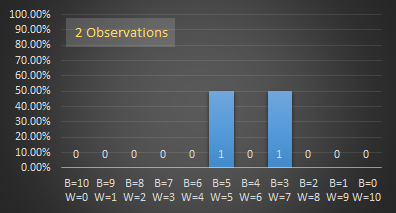 100.00%
90.00%
80.00%
70.00%
60.00%
50.00%
40.00%
30.00%
20.00%
10.00%
0.00%
2 Observations
0 0 0 0 0 1 0 1 0 0 0
B=10 B=9 B=8 B=7 B=6 B=5 B=4 B=3 B=2 B=1 B=0
W=0 W=1 W=2 W=3 W=4 W=5 W=6 W=7 W=8 W=9 W=10